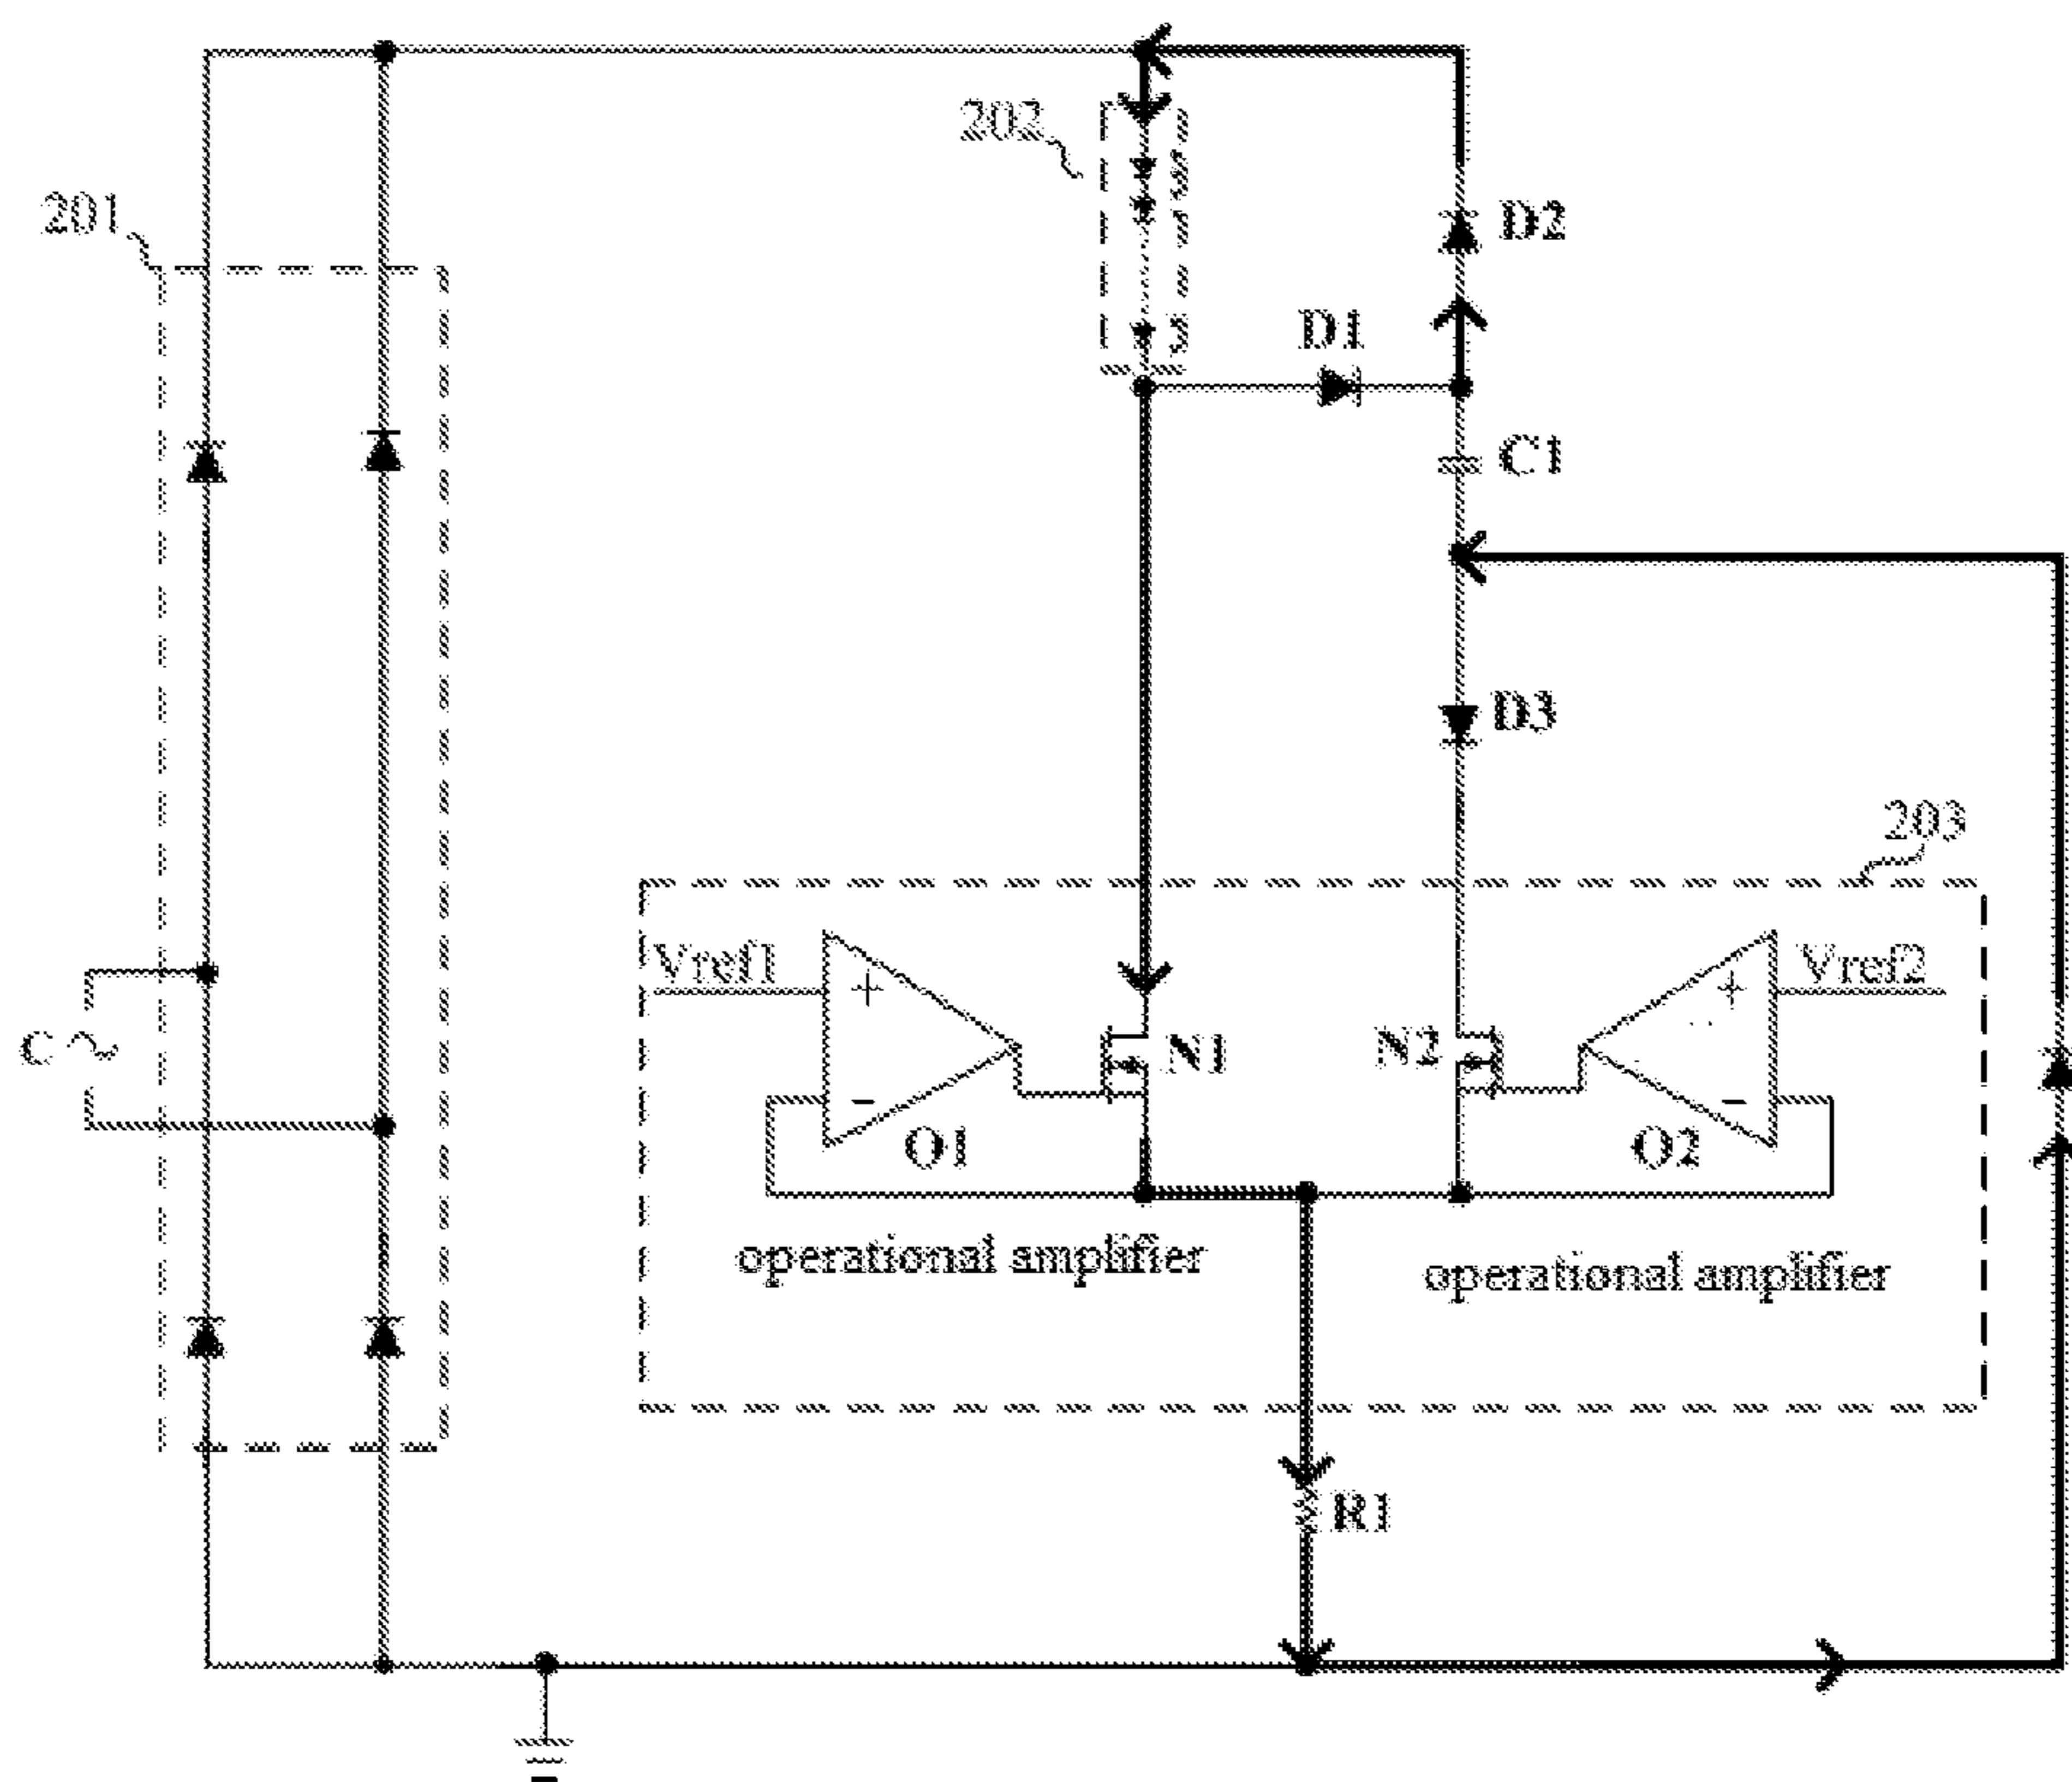 202
201
D2
D1
C1
D3
203
Vref1
+
+
Vref2
C
N1
N2
-
-
O1
O2
operational amplifier
operational amplifier
R1